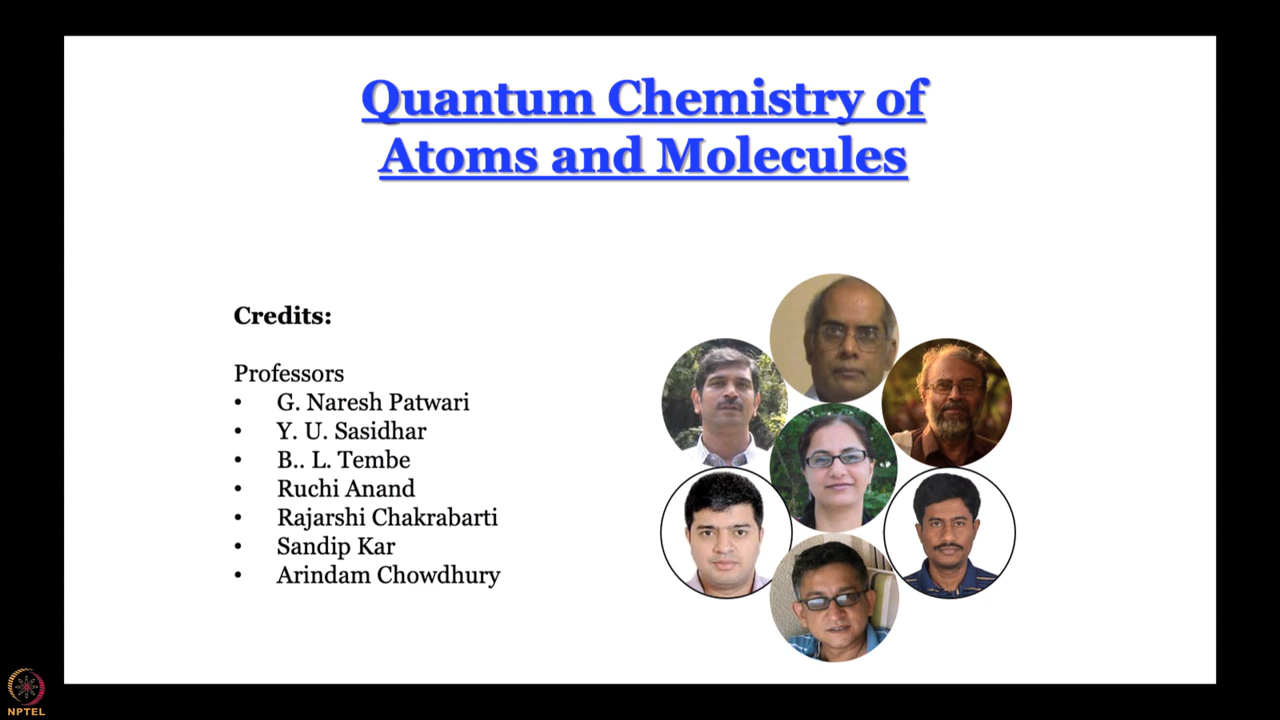 Quantum Chemistry of
Atoms and Molecules
Credits:
Professors
• G. Naresh Patwari
• Y. U. Sasidhar
• B.. L. Tembe
• Ruchi Anand
• Rajarshi Chakrabarti
• Sandip Kar
• Arindam Chowdhury
NPTEL